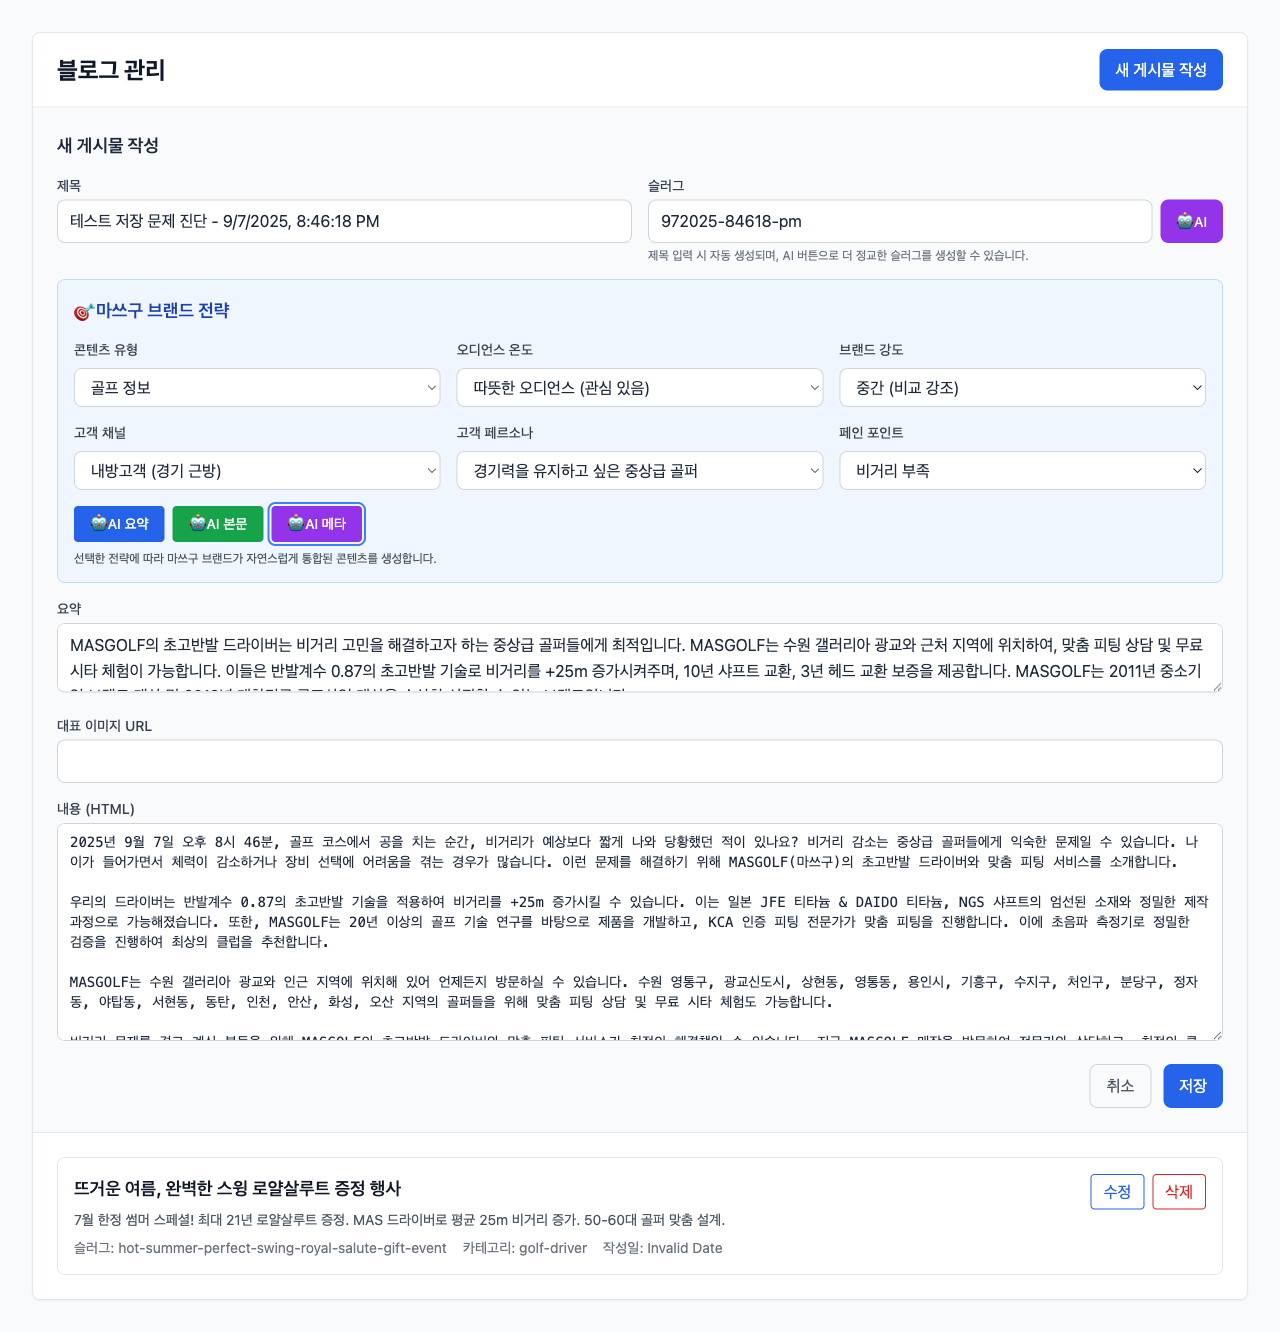 블로그 관리
새 게시물 작성
새 게시물 작성
제목
테스트 저장 문제 진단 - 9/7/2025, 8:46:18 PM
슬러그
972025-84618-pm
AI
제목 입력 시 자동 생성되며, AI 버튼으로 더 정교한 슬러그를 생성할 수 있습니다.
마쓰구 브랜드 전략
콘텐츠 유형
골프 정보
오디언스 온도
따뜻한 오디언스 (관심 있음)
브랜드 강도
중간 (비교 강조)
고객 채널
내방고객 (경기 근방)
고객 페르소나
경기력을 유지하고 싶은 중상급 골퍼
페인 포인트
비거리 부족
AI 요약
AI 본문
AI 메타
선택한 전략에 따라 마쓰구 브랜드가 자연스럽게 통합된 콘텐츠를 생성합니다.
요약
MASGOLF의 초고반발 드라이버는 비거리 고민을 해결하고자 하는 중상급 골퍼들에게 최적입니다. MASGOLF는 수원 갤러리아 광교와 근처 지역에 위치하여, 맞춤 피팅 상담 및 무료
시타 체험이 가능합니다. 이들은 반발계수 0.87의 초고반발 기술로 비거리를 +25m 증가시켜주며, 10년 샤프트 교환, 3년 헤드 교환 보증을 제공합니다. MASGOLF는 2011년 중소기
대표 이미지 URL
내용 (HTML)
2025년 9월 7일 오후 8시 46분, 골프 코스에서 공을 치는 순간, 비거리가 예상보다 짧게 나와 당황했던 적이 있나요? 비거리 감소는 중상급 골퍼들에게 익숙한 문제일 수 있습니다. 나
이가 들어가면서 체력이 감소하거나 장비 선택에 어려움을 겪는 경우가 많습니다. 이런 문제를 해결하기 위해 MASGOLF(마쓰구)의 초고반발 드라이버와 맞춤 피팅 서비스를 소개합니다.
우리의 드라이버는 반발계수 0.87의 초고반발 기술을 적용하여 비거리를 +25m 증가시킬 수 있습니다. 이는 일본 JFE 티타늄 & DAIDO 티타늄, NGS 샤프트의 엄선된 소재와 정밀한 제작
과정으로 가능해졌습니다. 또한, MASGOLF는 20년 이상의 골프 기술 연구를 바탕으로 제품을 개발하고, KCA 인증 피팅 전문가가 맞춤 피팅을 진행합니다. 이에 초음파 측정기로 정밀한
검증을 진행하여 최상의 클럽을 추천합니다.
MASGOLF는 수원 갤러리아 광교와 인근 지역에 위치해 있어 언제든지 방문하실 수 있습니다. 수원 영통구, 광교신도시, 상현동, 영통동, 용인시, 기흥구, 수지구, 처인구, 분당구, 정자
동, 야탑동, 서현동, 동탄, 인천, 안산, 화성, 오산 지역의 골퍼들을 위해 맞춤 피팅 상담 및 무료 시타 체험도 가능합니다.
취소
저장
뜨거운 여름, 완벽한 스윙 로얄살루트 증정 행사
수정
삭제
7월 한정 썸머 스페셜! 최대 21년 로얄살루트 증정. MAS 드라이버로 평균 25m 비거리 증가. 50-60대 골퍼 맞춤 설계.
슬러그: hot-summer-perfect-swing-royal-salute-gift-event 카테고리: golf-driver 작성일: Invalid Date